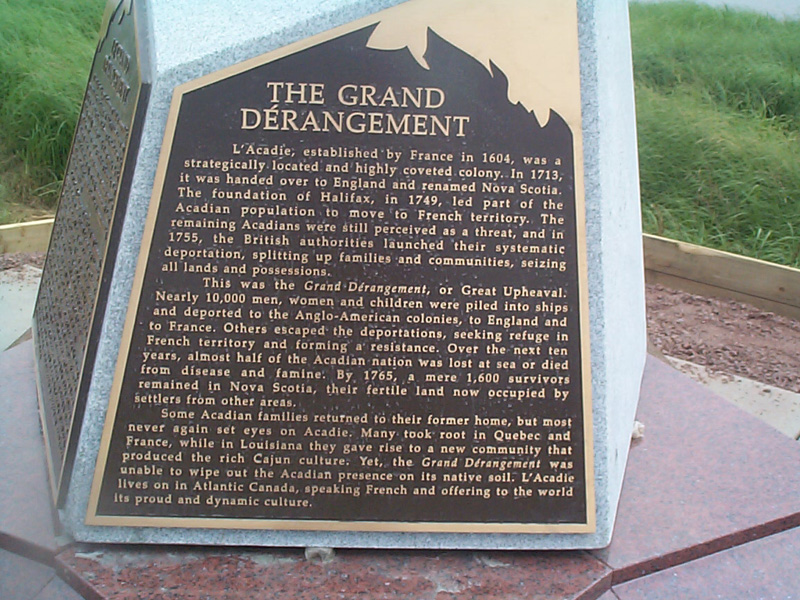 THE GRAND
DÉRANGEMENT
L'Acadie, established by France in 1604, was a
strategically located and highly coveted colony. In 1713,
it was handed over to England and renamed Nova Scotia.
The foundation of Halifax, in 1749, led part of the
Acadian population to move to French territory. The
remaining Acadians were still perceived as a threat, and in
1755, the British authorities launched their systematic
deportation, splitting up families and communities, seizing
all lands and possessions.
This was the Grand Dérangement, or Great Upheaval.
Nearly 10,000 men, women and children were piled into ships
and deported to the Anglo-American colonies, to England and
to France. Others escaped the deportations, seeking refuge in
French territory and forming a resistance. Over the next ten
years, almost half of the Acadian nation was lost at sea or died
from disease and famine. By 1765, a mere 1,600 survivors
remained in Nova Scotia, their fertile land now occupied by
settlers from other areas.
Some Acadian families returned to their former home, but most
never again set eyes on Acadie. Many took root in Quebec and
France, while in Louisiana they gave rise to a new community that
produced the rich Cajun culture. Yet, the Grand Dérangement was
unable to wipe out the Acadian presence on its native soil. L'Acadie
lives on in Atlantic Canada, speaking French and offering to the world
its proud and dynamic culture.